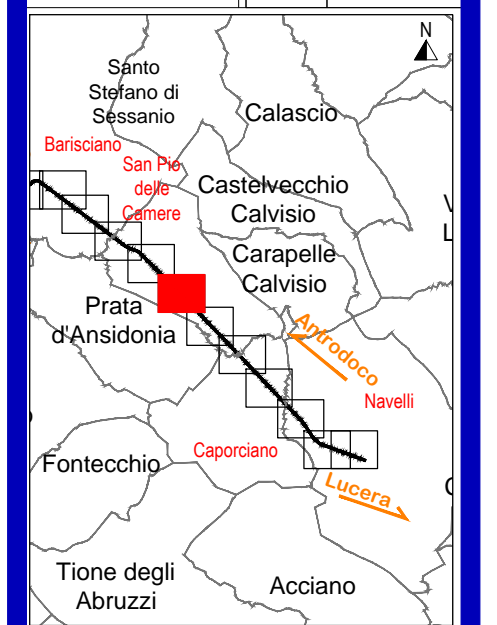 N
Santo
Stefano di
Sessanio
Calascio
Barisciano
San Pio
delle
Camere
Castelvecchio
Calvisio
Carapelle
Calvisio
Prata
d'Ansidonia
Antrodoco
Navelli
Caporciano
Fontecchio
Lucera
Tione degli
Abruzzi
Acciano